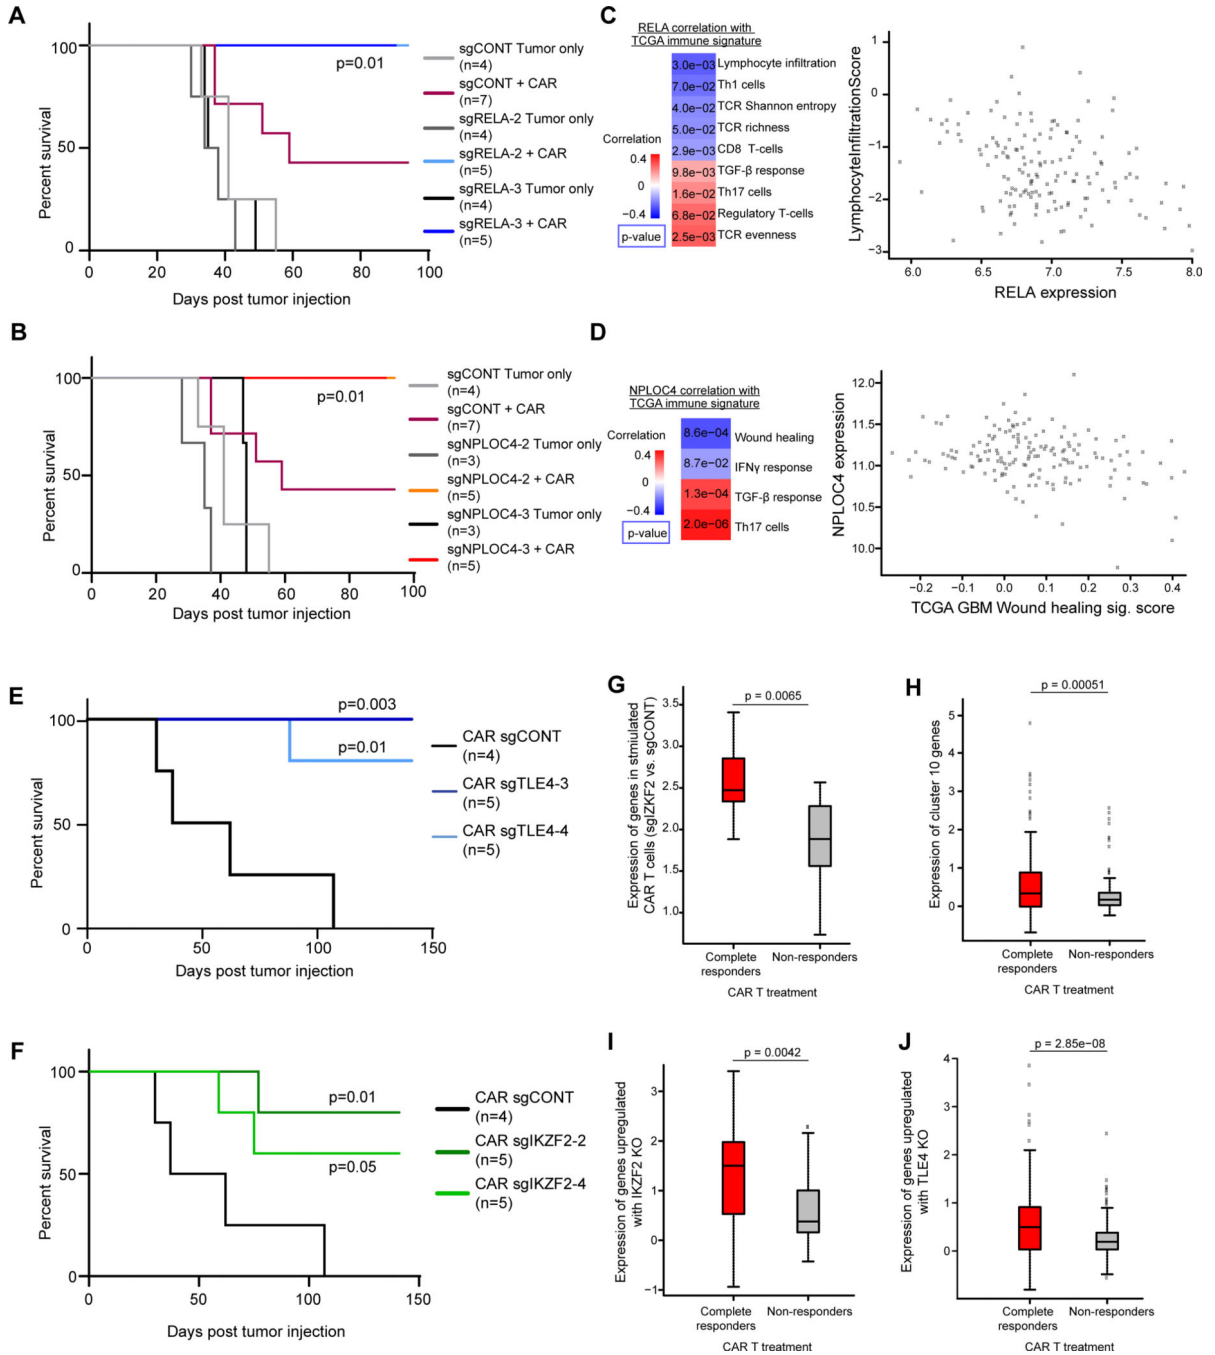 A
Percent survival
100
50
0
0 20 40 60 80 100
Days post tumor injection
p=0.01
sgCONT Tumor only
(n=4)
sgCONT + CAR
(n=7)
sgRELA-2 Tumor only
(n=4)
sgRELA-2 + CAR
(n=5)
sgRELA-3 Tumor only
(n=4)
sgRELA-3 + CAR
(n=5)
C
RELA correlation with
TCGA immune signature
Correlation
0.4
0
−0.4
p-value
3.0e−03 Lymphocyte infiltration
7.0e−02 Th1 cells
4.0e−02 TCR Shannon entropy
5.0e−02 TCR richness
2.9e−03 CD8 T-cells
9.8e−03 TGF-β response
1.6e−02 Th17 cells
6.8e−02 Regulatory T-cells
2.5e−03 TCR evenness
LymphocyteInfiltrationScore
1
0
−1
−2
−3
6.0 6.5 7.0 7.5 8.0
RELA expression
B
Percent survival
100
50
0
0 20 40 60 80 100
Days post tumor injection
p=0.01
sgCONT Tumor only
(n=4)
sgCONT + CAR
(n=7)
sgNPLOC4-2 Tumor only
(n=3)
sgNPLOC4-2 + CAR
(n=5)
sgNPLOC4-3 Tumor only
(n=3)
sgNPLOC4-3 + CAR
(n=5)
D
NPLOC4 correlation with
TCGA immune signature
Correlation
0.4
0
−0.4
p-value
8.6e−04 Wound healing
8.7e−02 IFNγ response
1.3e−04 TGF-β response
2.0e−06 Th17 cells
NPLOC4 expression
12.0
11.5
11.0
10.5
10.0
−0.2 −0.1 0.0 0.1 0.2 0.3 0.4
TCGA GBM Wound healing sig. score
E
Percent survival
100
50
0
0 50 100 150
Days post tumor injection
p=0.003
p=0.01
CAR sgCONT
(n=4)
CAR sgTLE4-3
(n=5)
CAR sgTLE4-4
(n=5)
G
Expression of genes in stmiulated
CAR T cells (sgIZKF2 vs. sgCONT)
p = 0.0065
3.5
3.0
2.5
2.0
1.5
1.0
Complete
responders
Non-responders
CAR T treatment
H
Expression of cluster 10 genes
p = 0.00051
5
4
3
2
1
0
Complete
responders
Non-responders
CAR T treatment
F
Percent survival
100
50
0
0 50 100 150
Days post tumor injection
p=0.01
p=0.05
CAR sgCONT
(n=4)
CAR sgIKZF2-2
(n=5)
CAR sgIKZF2-4
(n=5)
I
Expression of genes upregulated
with IKZF2 KO
p = 0.0042
3
2
1
0
−1
Complete
responders
Non-responders
CAR T treatment
J
Expression of genes upregulated
with TLE4 KO
p = 2.85e−08
4
3
2
1
0
Complete
responders
Non-responders
CAR T treatment